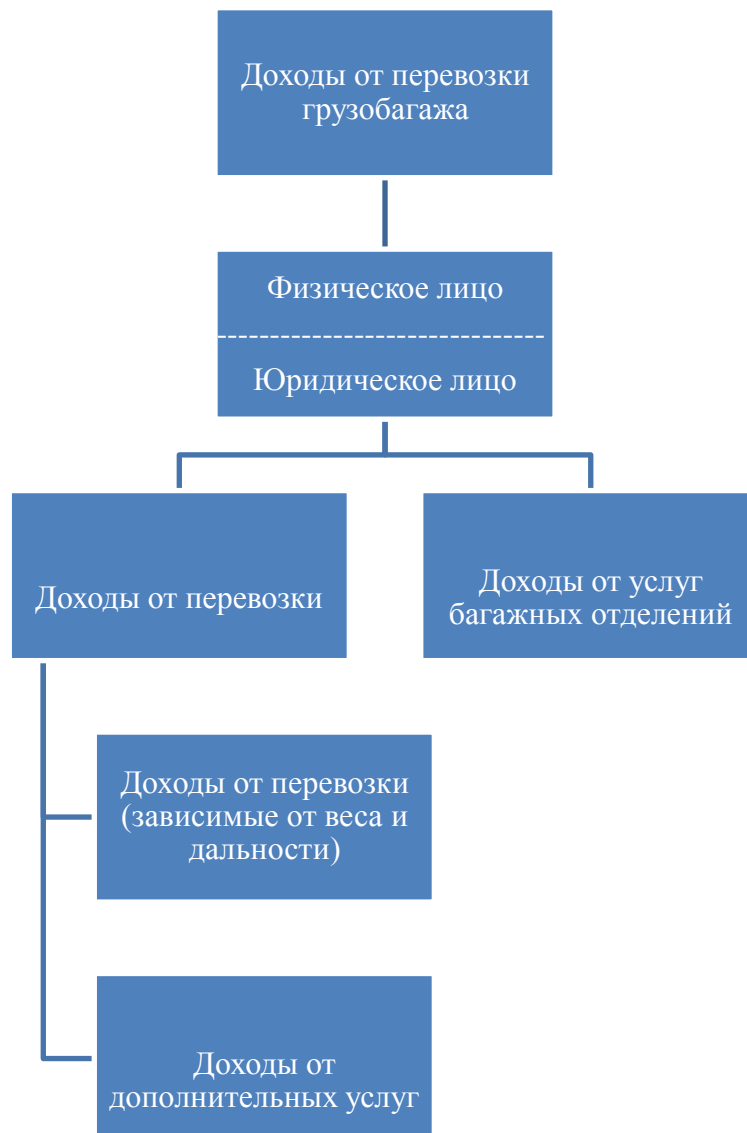 Доходы от перевозки
грузобагажа
Физическое лицо
Юридическое лицо
Доходы от перевозки
Доходы от услуг
багажных отделений
Доходы от перевозки
(зависимые от веса и
дальности)
Доходы от
дополнительных услуг